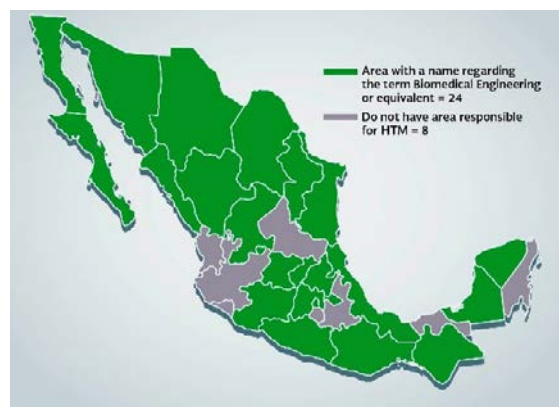 Area with a name regarding
the term Biomedical Engineering
or equivalent = 24
Do not have area responsible
for HTM = 8